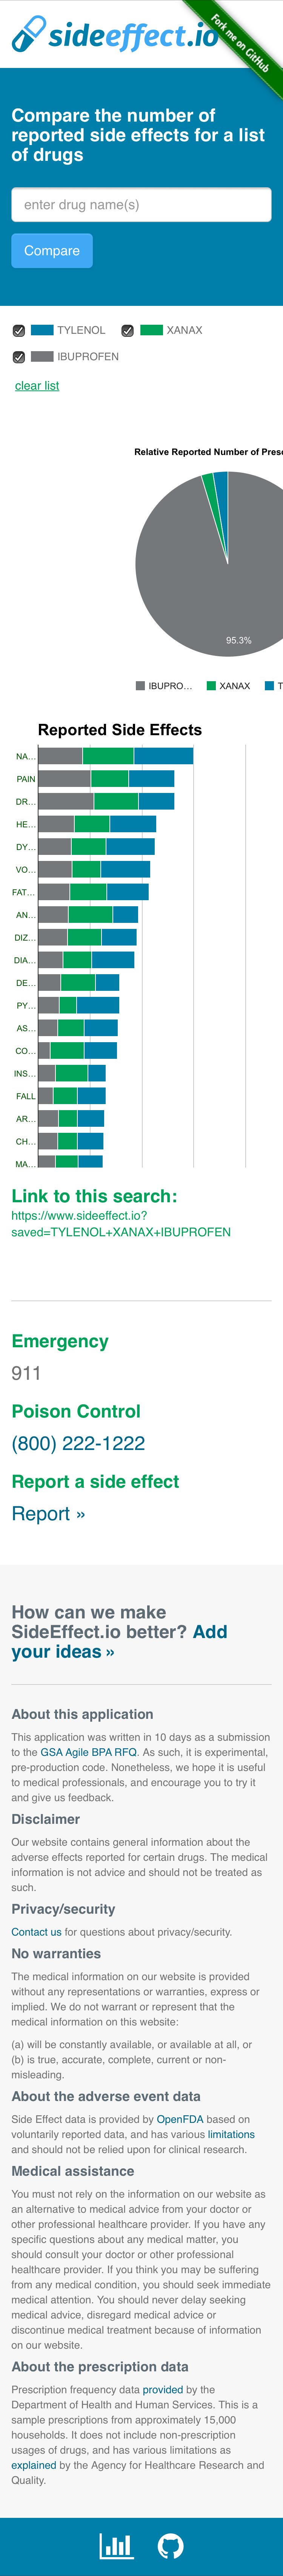 sideeffect.io
Fork me on GitHub
Compare the number of
reported side effects for a list
of drugs
enter drug name(s)
Compare
TYLENOL
XANAX
IBUPROFEN
clear list
Relative Reported Number of Presc
95.3%
IBUPRO...
XANAX
T
Reported Side Effects
NA...
PAIN
DR...
HE...
DY...
VO...
FAT...
AN...
DIZ...
DIA...
DE...
PY...
AS...
CO...
INS...
FALL
AR...
CH...
MA...
Link to this search:
https://www.sideeffect.io?
saved=TYLENOL+XANAX+IBUPROFEN
Emergency
911
Poison Control
(800) 222-1222
Report a side effect
Report »
How can we make
SideEffect.io better? Add
your ideas »
About this application
This application was written in 10 days as a submission
to the GSA Agile BPA RFQ. As such, it is experimental,
pre-production code. Nonetheless, we hope it is useful
to medical professionals, and encourage you to try it
and give us feedback.
Disclaimer
Our website contains general information about the
adverse effects reported for certain drugs. The medical
information is not advice and should not be treated as
such.
Privacy/security
Contact us for questions about privacy/security.
No warranties
The medical information on our website is provided
without any representations or warranties, express or
implied. We do not warrant or represent that the
medical information on this website:
(a) will be constantly available, or available at all, or
(b) is true, accurate, complete, current or non-
misleading.
About the adverse event data
Side Effect data is provided by OpenFDA based on
voluntarily reported data, and has various limitations
and should not be relied upon for clinical research.
Medical assistance
You must not rely on the information on our website as
an alternative to medical advice from your doctor or
other professional healthcare provider. If you have any
specific questions about any medical matter, you
should consult your doctor or other professional
healthcare provider. If you think you may be suffering
from any medical condition, you should seek immediate
medical attention. You should never delay seeking
medical advice, disregard medical advice or
discontinue medical treatment because of information
on our website.
About the prescription data
Prescription frequency data provided by the
Department of Health and Human Services. This is a
sample prescriptions from approximately 15,000
households. It does not include non-prescription
usages of drugs, and has various limitations as
explained by the Agency for Healthcare Research and
Quality.